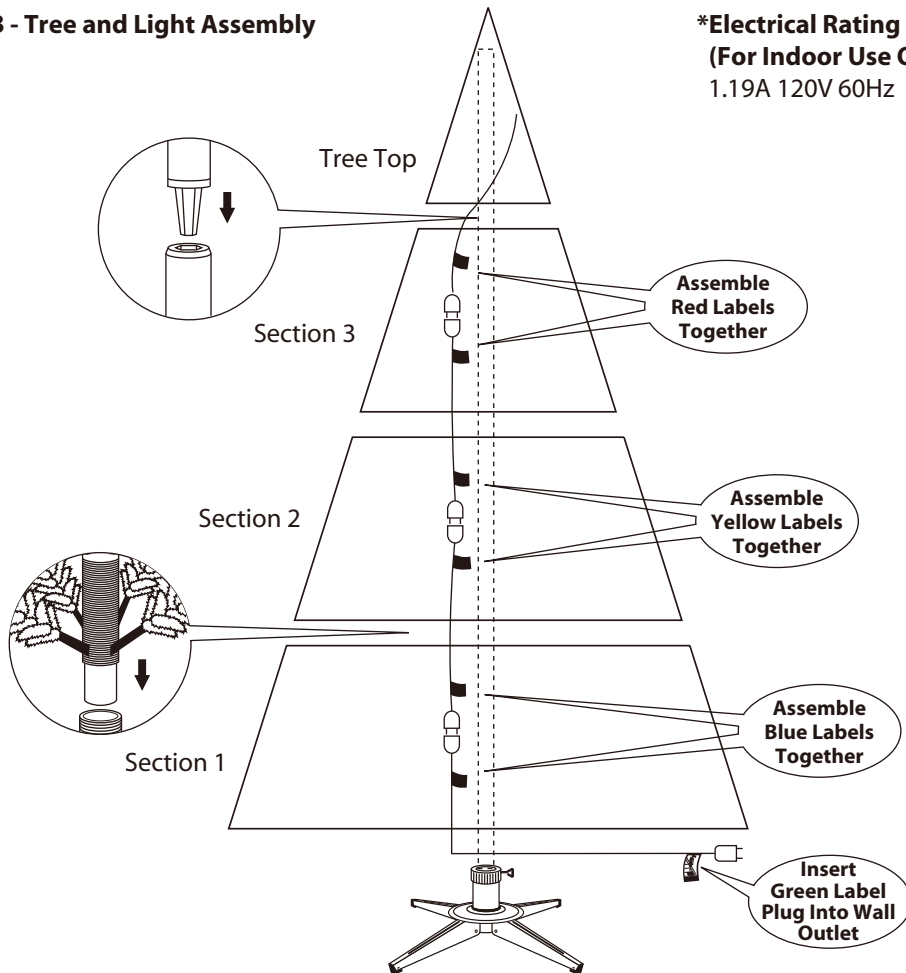 - Tree and Light Assembly
*Electrical Rating
(For Indoor Use
1.19A 120V 60Hz
Tree Top
Assemble
Red Labels
Together
Section 3
Assemble
Yellow Labels
Together
Section 2
Assemble
Blue Labels
Together
Section 1
Insert
Green Label
Plug Into Wall
Outlet